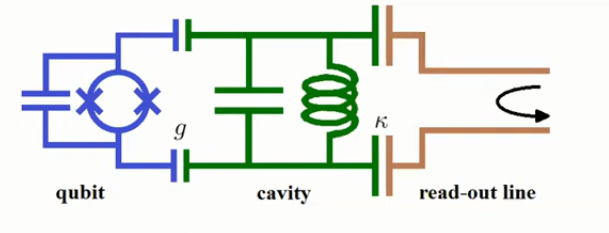 g
κ
qubit
cavity
read-out line